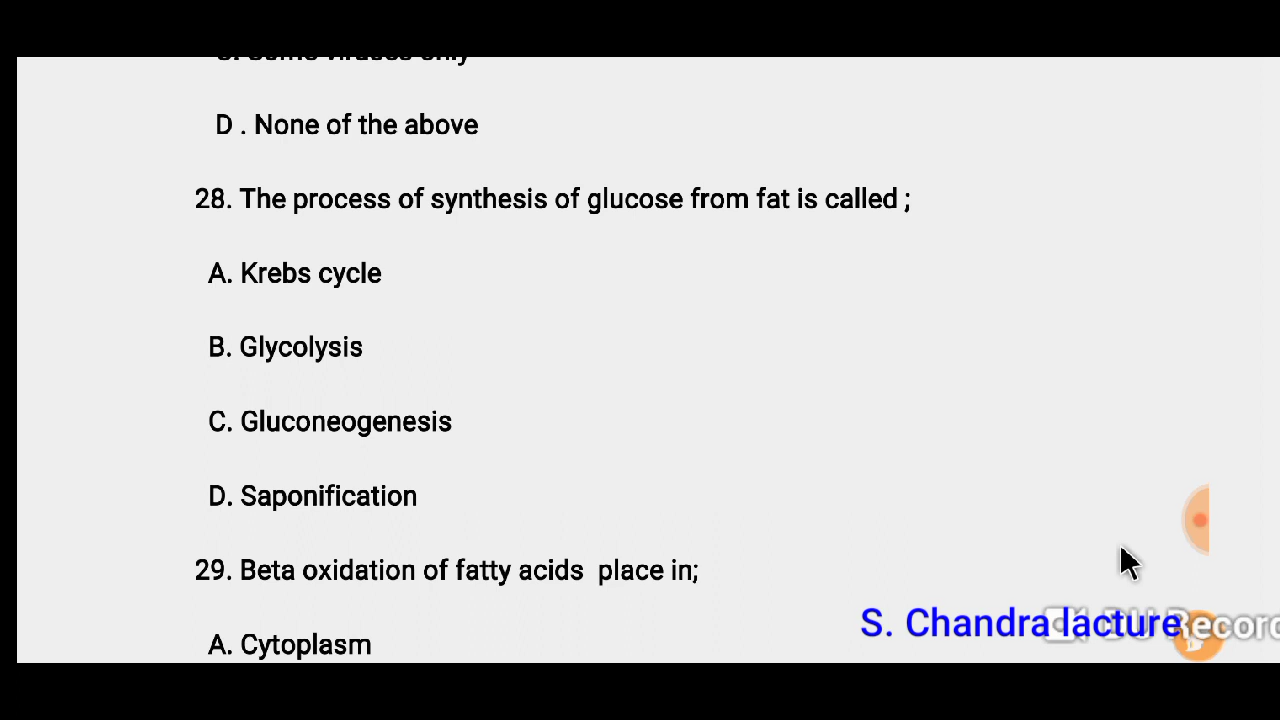 D . None of the above
28. The process of synthesis of glucose from fat is called ;
A. Krebs cycle
B. Glycolysis
C. Gluconeogenesis
D. Saponification
29. Beta oxidation of fatty acids  place in;
A. Cytoplasm
S. Chandra lacture